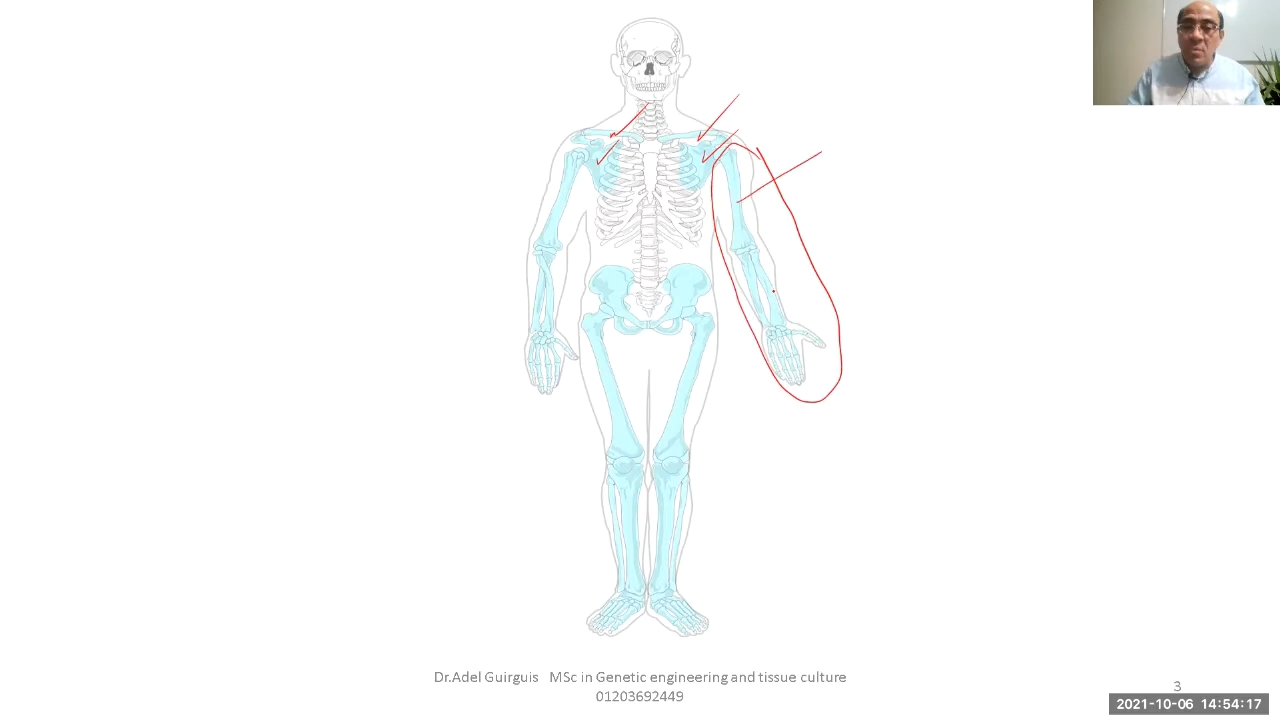 Dr.Adel Guirguis MSc in Genetic engineering and tissue culture
01203692449
3
2021-10-06 14:54:17